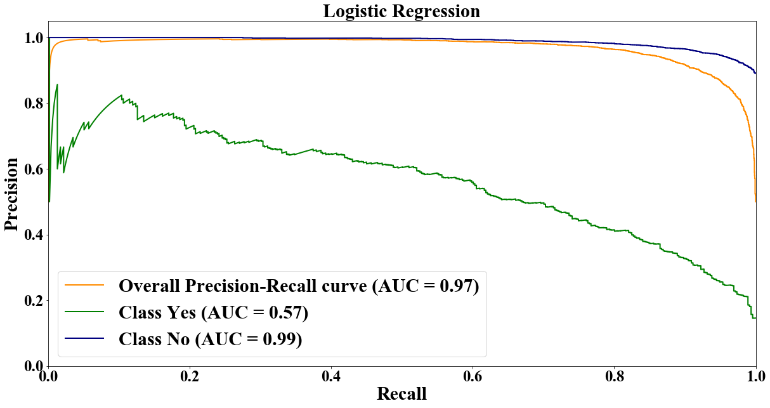 Logistic Regression
Precision
1.0
0.8
0.6
0.4
0.2
0.0
Overall Precision-Recall curve (AUC = 0.97)
Class Yes (AUC = 0.57)
Class No (AUC = 0.99)
0.0 0.2 0.4 0.6 0.8 1.0
Recall